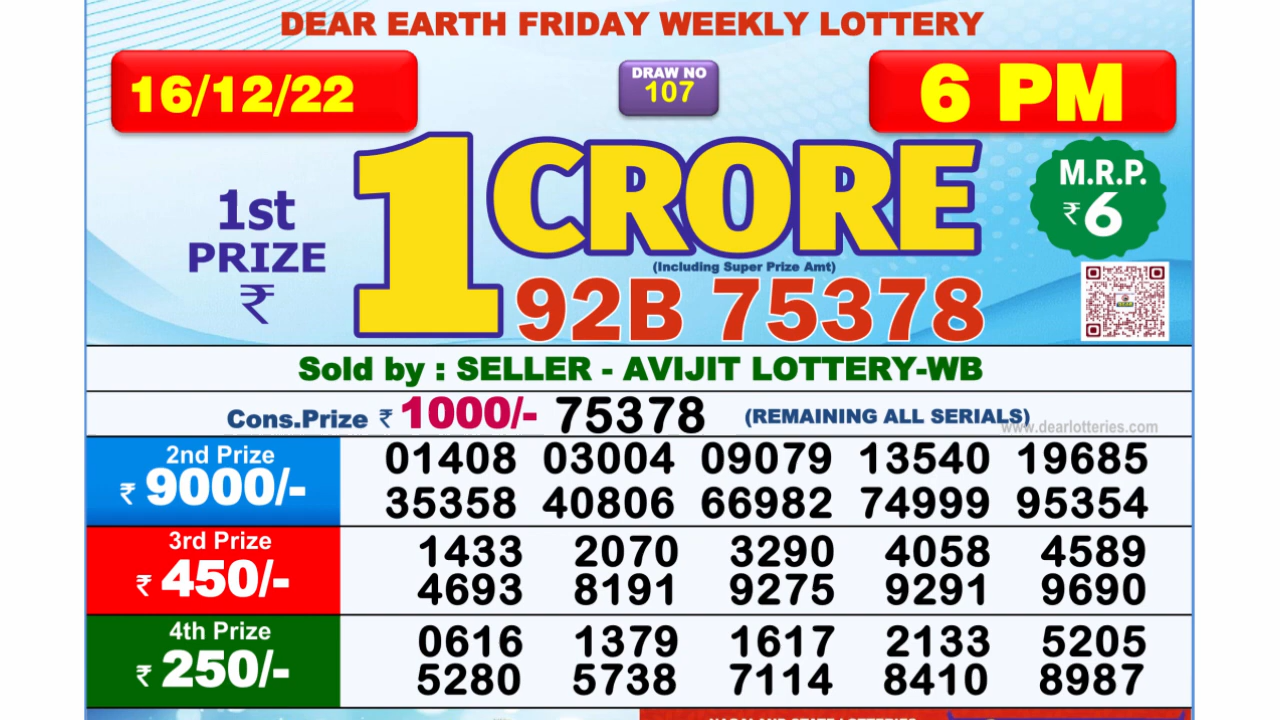 DEAR EARTH FRIDAY WEEKLY LOTTERY
16/12/22
DRAW NO
107
6 PM
1st
PRIZE
₹
1 CRORE
(Including Super Prize Amt)
92B 75378
M.R.P.
₹6
Sold by : SELLER - AVIJIT LOTTERY-WB
Cons.Prize ₹ 1000/- 75378 (REMAINING ALL SERIALS)
www.dearlotteries.com
2nd Prize
₹ 9000/-
01408 03004 09079 13540 19685
35358 40806 66982 74999 95354
3rd Prize
₹ 450/-
1433 2070 3290 4058 4589
4693 8191 9275 9291 9690
4th Prize
₹ 250/-
0616 1379 1617 2133 5205
5280 5738 7114 8410 8987